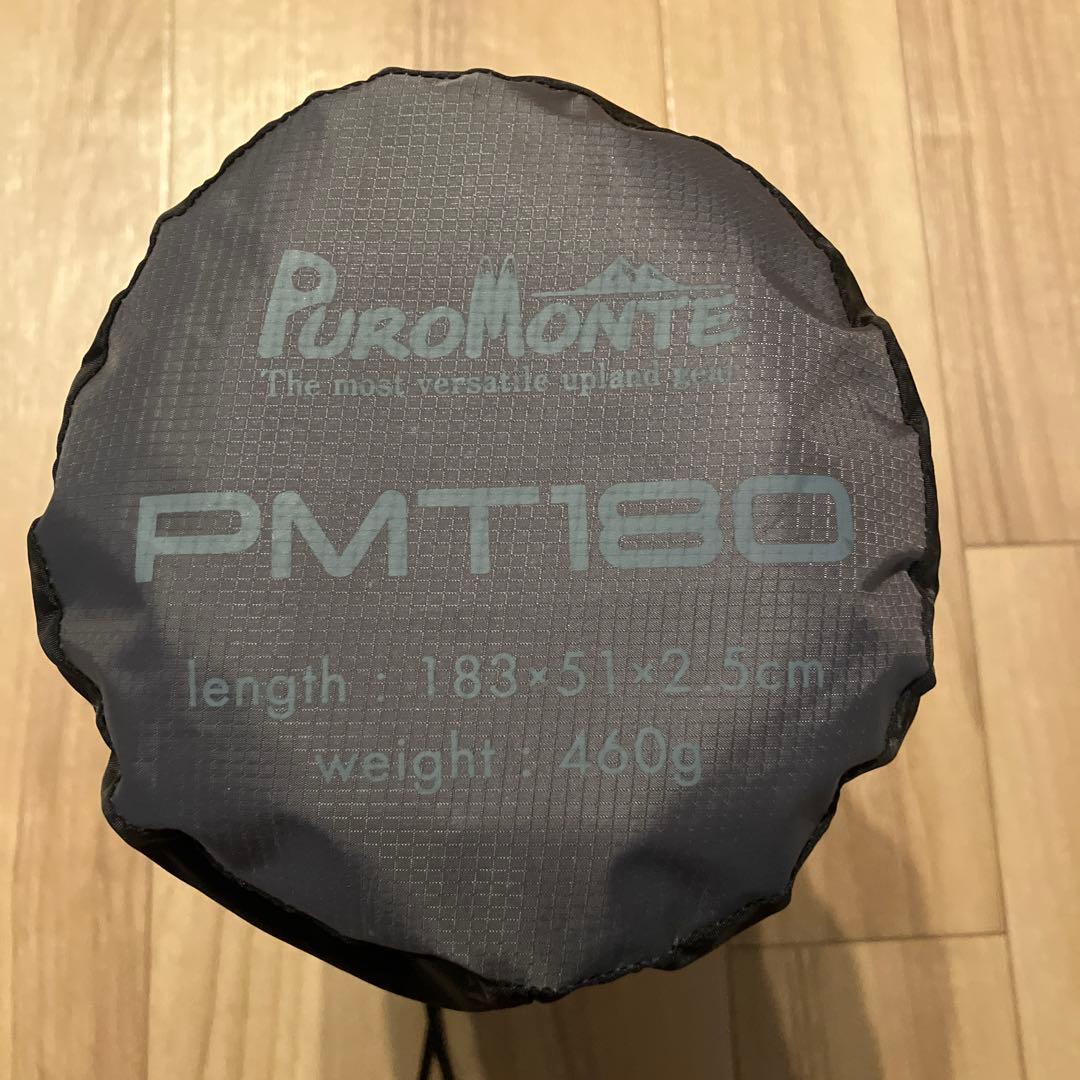 PUROMONTE
The most versatile upland gear
PMT180
length : 183×51×2.5cm
weight : 460g